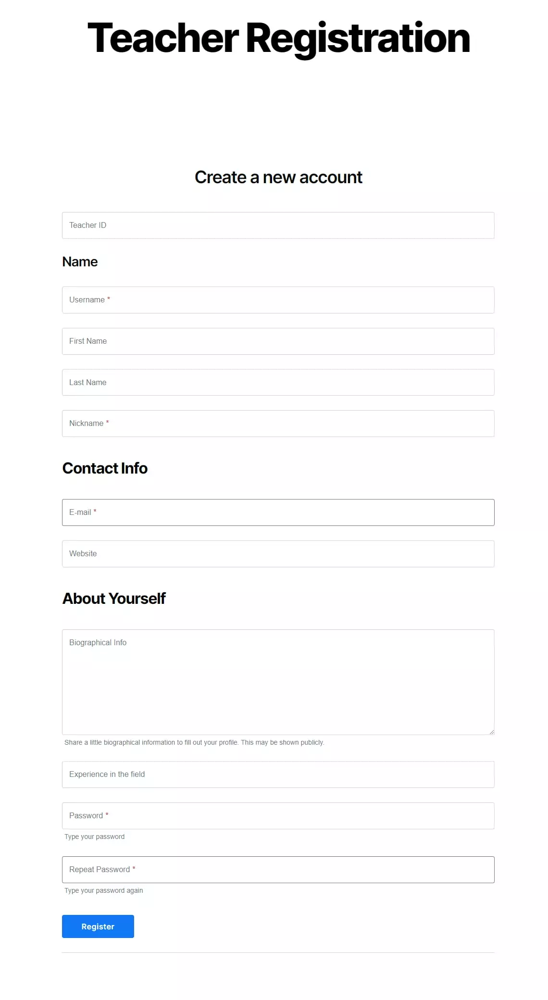 Teacher Registration
Create a new account
Teacher ID
Name
Username *
First Name
Last Name
Nickname *
Contact Info
E-mail *
Website
About Yourself
Biographical Info
Share a little biographical information to fill out your profile. This may be shown publicly.
Experience in the field
Password *
Type your password
Repeat Password *
Type your password again
Register